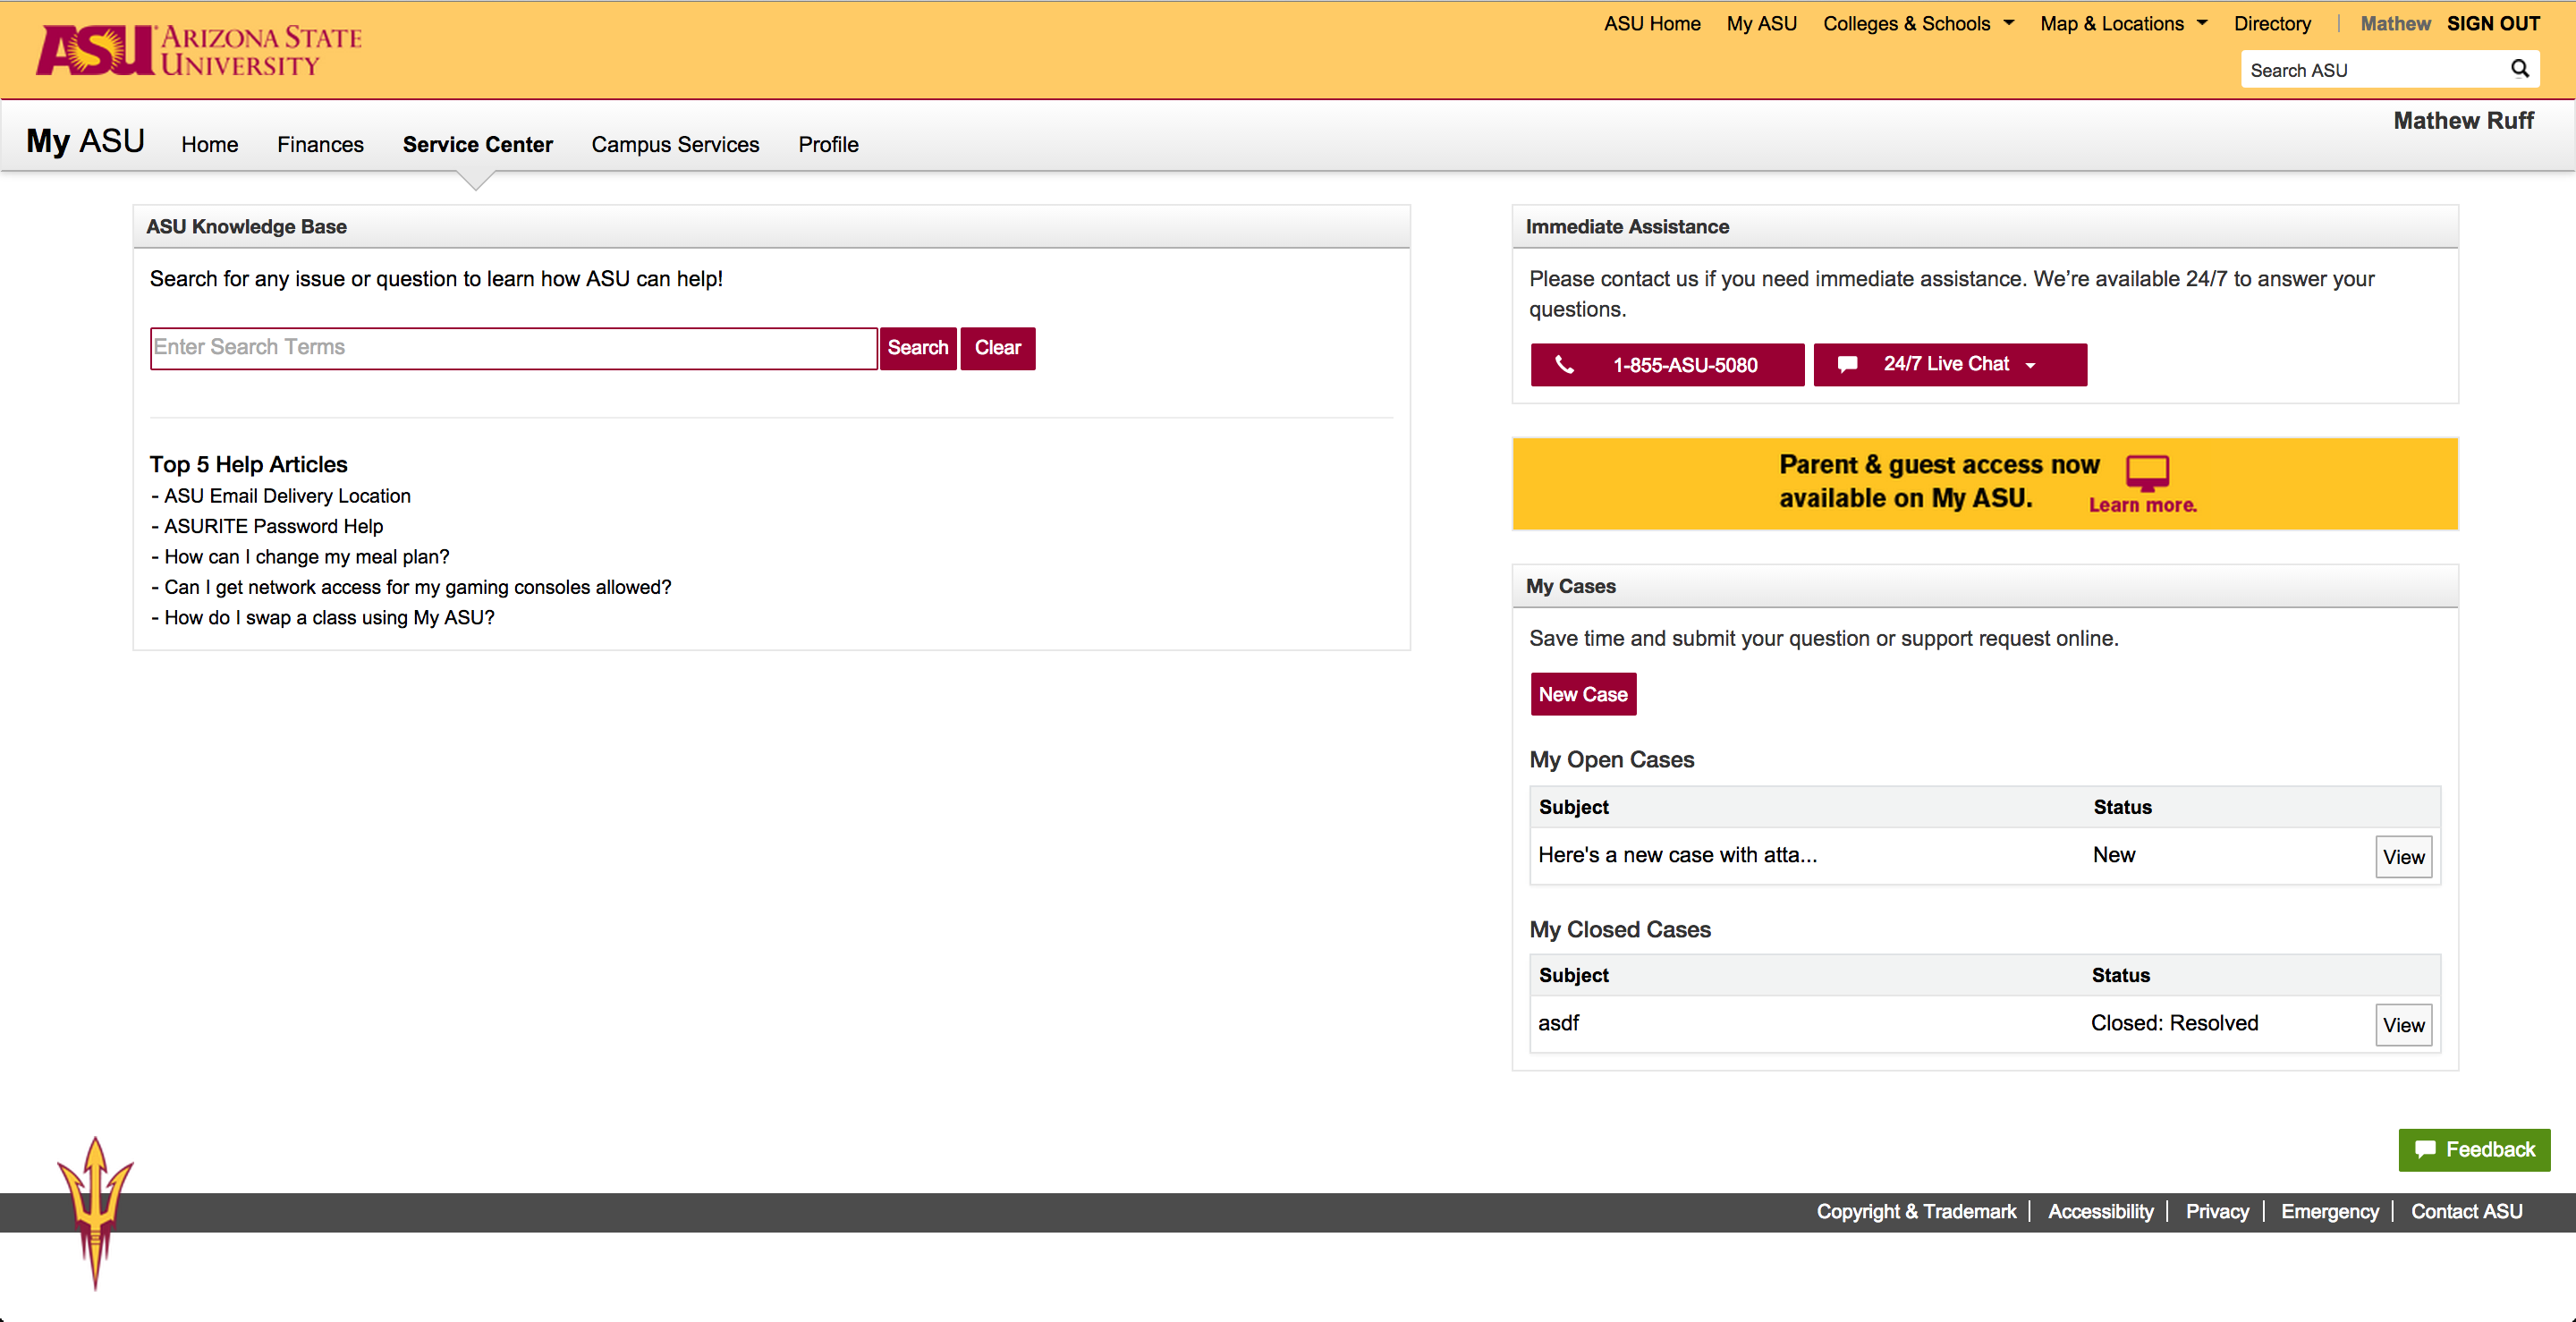 ASU ARIZONA STATE UNIVERSITY
ASU Home My ASU Colleges & Schools Map & Locations Directory | Mathew SIGN OUT
Search ASU
Mathew Ruff
My ASU Home Finances Service Center Campus Services Profile
ASU Knowledge Base
Search for any issue or question to learn how ASU can help!
Enter Search Terms Search Clear
Top 5 Help Articles
- ASU Email Delivery Location
- ASURITE Password Help
- How can I change my meal plan?
- Can I get network access for my gaming consoles allowed?
- How do I swap a class using My ASU?
Immediate Assistance
Please contact us if you need immediate assistance. We’re available 24/7 to answer your
questions.
1-855-ASU-5080 24/7 Live Chat
Parent & guest access now
available on My ASU.
Learn more.
My Cases
Save time and submit your question or support request online.
New Case
My Open Cases
Subject Status
Here's a new case with atta... New View
My Closed Cases
Subject Status
asdf Closed: Resolved View
Feedback
Copyright & Trademark | Accessibility | Privacy | Emergency | Contact ASU